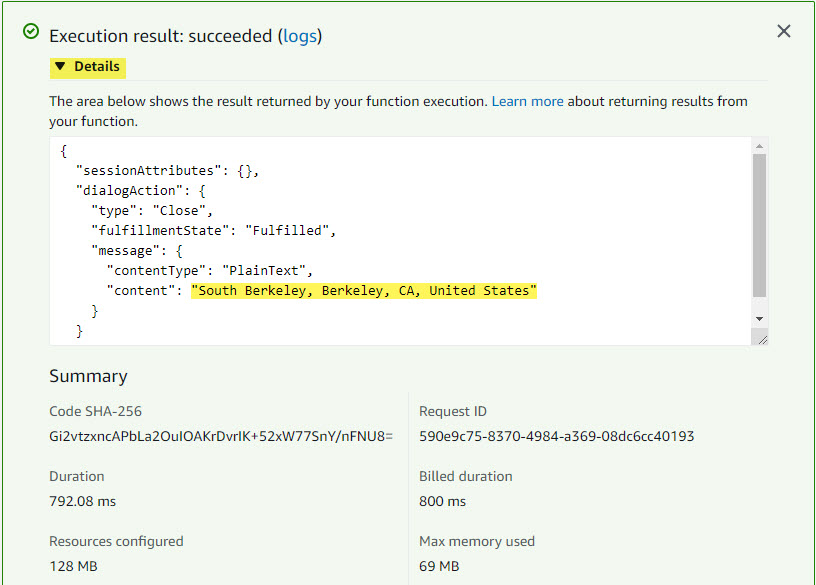 Execution result: succeeded (logs)
▼ Details
The area below shows the result returned by your function execution. Learn more about returning results from
your function.
{
  "sessionAttributes": {},
  "dialogAction": {
    "type": "Close",
    "fulfillmentState": "Fulfilled",
    "message": {
      "contentType": "PlainText",
      "content": "South Berkeley, Berkeley, CA, United States"
    }
  }
Summary
Code SHA-256
Gi2vtzxncAPbLa2OuIOAKrDvrIK+52xW77SnY/nFNU8=
Request ID
590e9c75-8370-4984-a369-08dc6cc40193
Duration
792.08 ms
Billed duration
800 ms
Resources configured
128 MB
Max memory used
69 MB